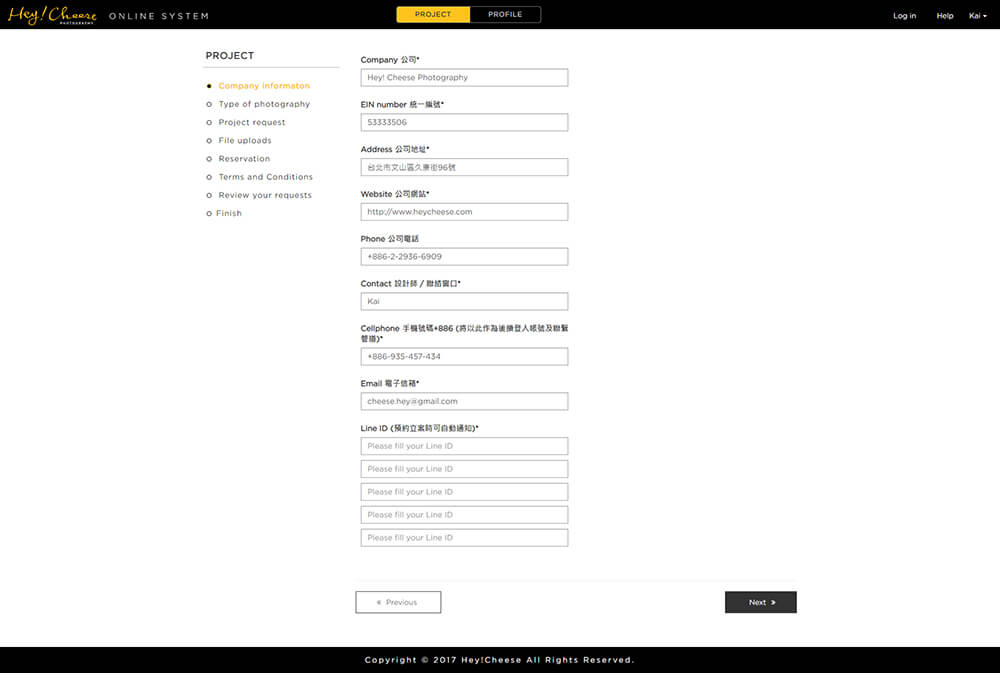 Hey! Cheese
PHOTOGRAPHY
ONLINE SYSTEM
PROJECT
PROFILE
Log in
Help
Kai
PROJECT
Company informaton
Type of photography
Project request
File uploads
Reservation
Terms and Conditions
Review your requests
Finish
Company 公司*
Hey! Cheese Photography
EIN number 統一編號*
53333506
Address 公司地址*
台北市文山區久康街96號
Website 公司網站*
http://www.heycheese.com
Phone 公司電話
+886-2-2936-6909
Contact 設計師 / 聯絡窗口*
Kai
Cellphone 手機號碼+886 (將以此作為後續登入帳號及聯繫
管道)*
+886-935-457-434
Email 電子信箱*
cheese.hey@gmail.com
Line ID (預約立案時可自動通知)*
Please fill your Line ID
Please fill your Line ID
Please fill your Line ID
Please fill your Line ID
Please fill your Line ID
« Previous
Next »
Copyright © 2017 Hey!Cheese All Rights Reserved.